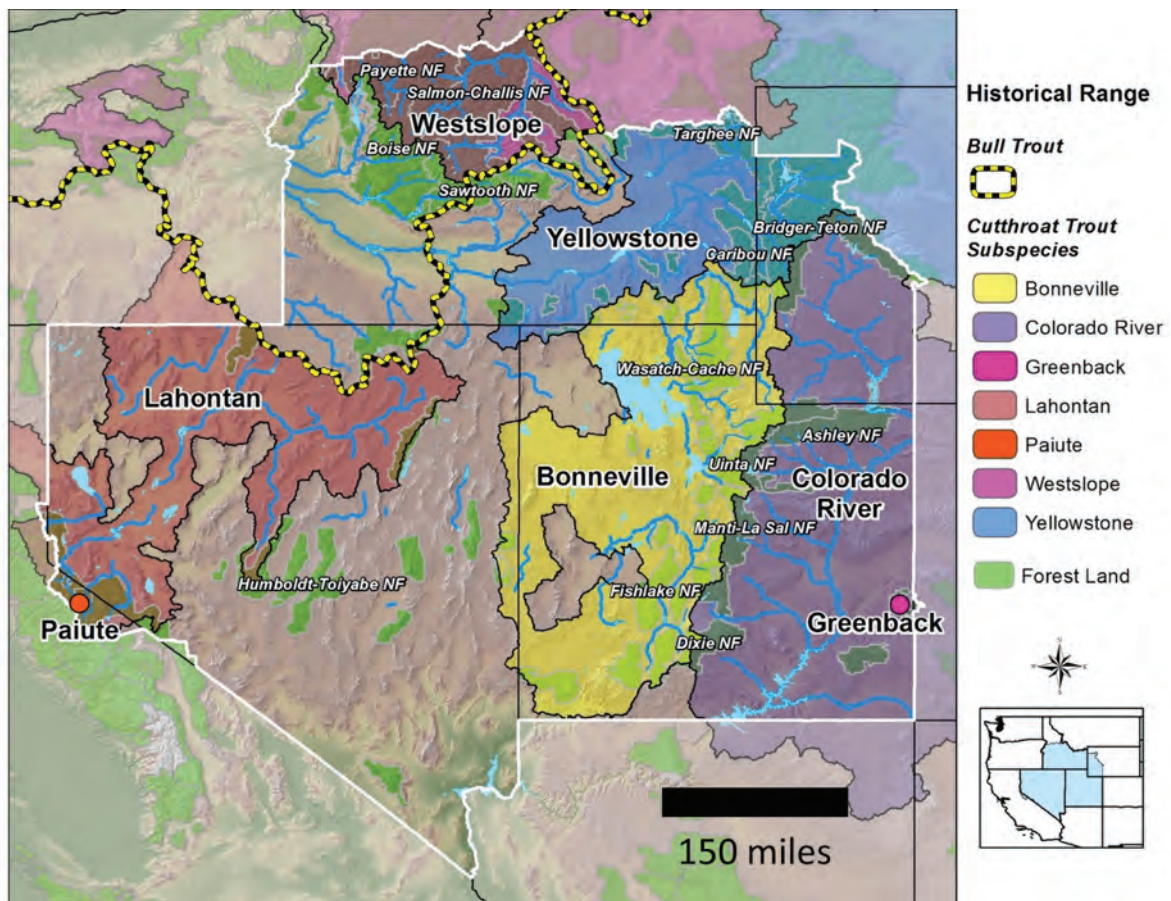 Payette NF
Salmon-Challis NF
Westslope
Targhee NF
Boise NF
Sawtooth NF
Bridger-Teton NF
Yellowstone
Caribou NF
Wasatch-Cache NF
Lahontan
Ashley NF
Uinta NF
Bonneville
Colorado
River
Manti-La Sal NF
Humboldt-Toiyabe NF
Fishlake NF
Paiute
Greenback
Dixie NF
150 miles
Historical Range
Bull Trout
Cutthroat Trout
Subspecies
Bonneville
Colorado River
Greenback
Lahontan
Paiute
Westslope
Yellowstone
Forest Land